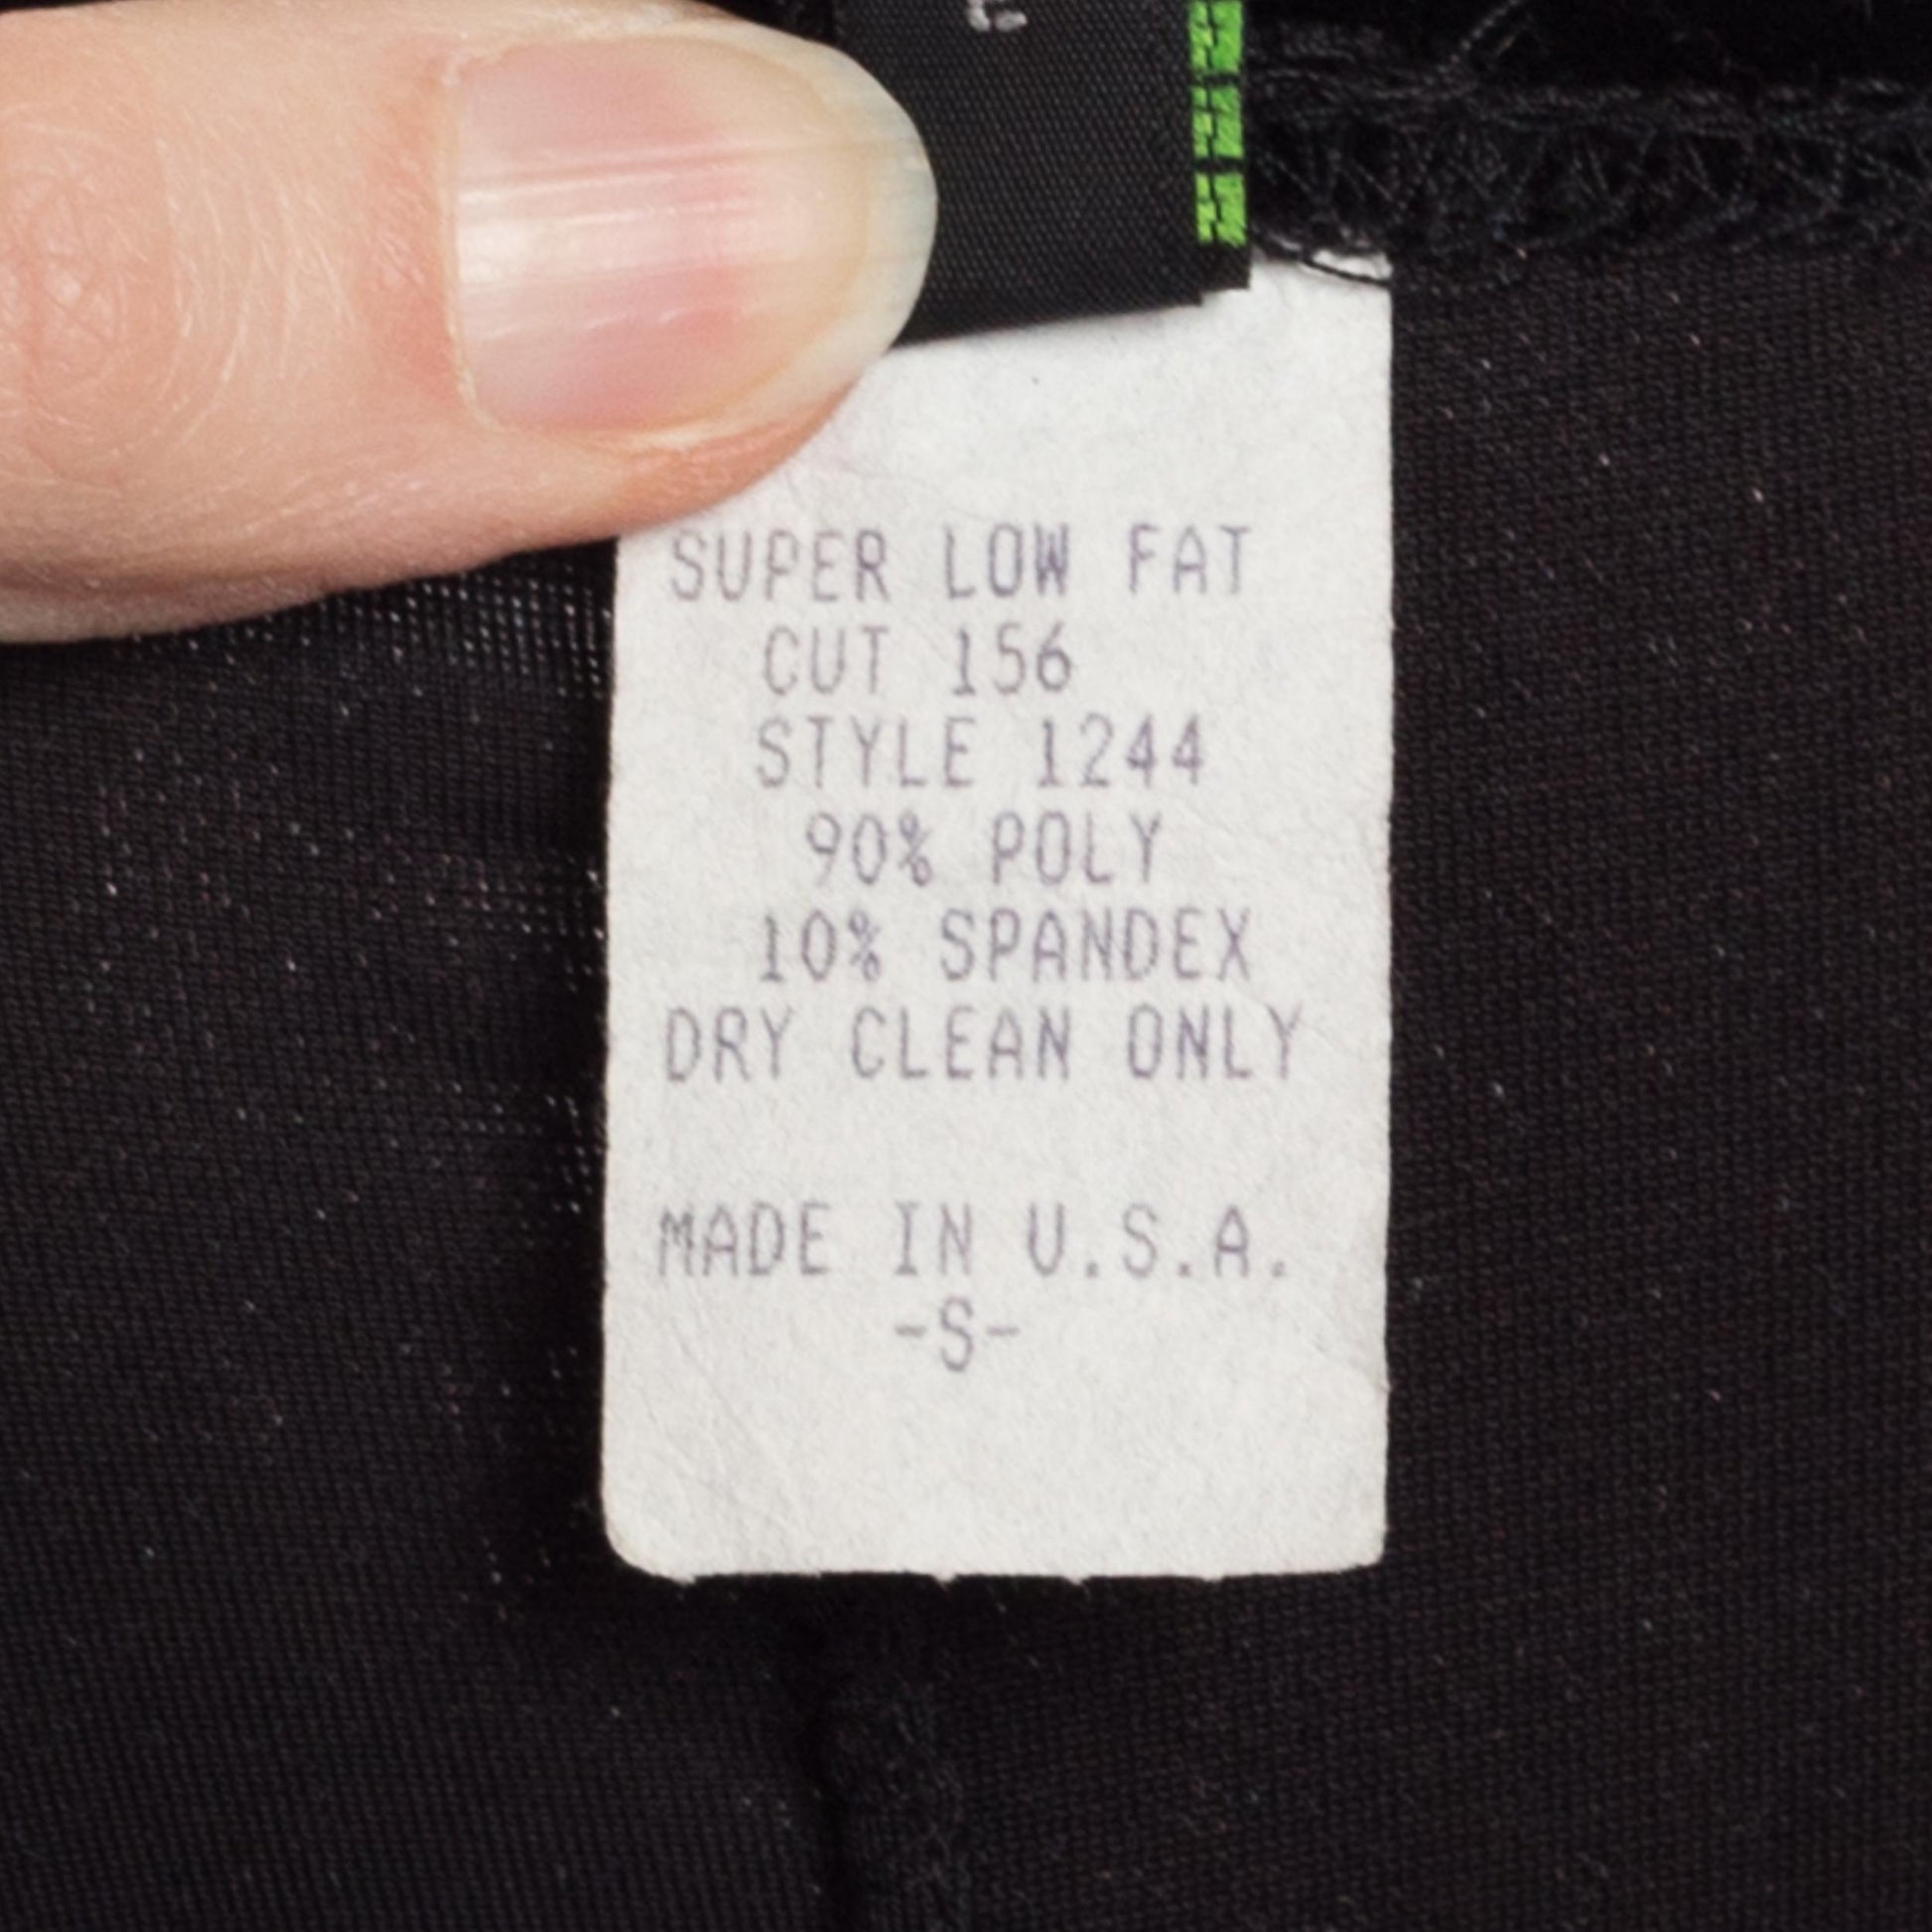 SUPER LOW FAT
CUT 156
STYLE 1244
90% POLY
10% SPANDEX
DRY CLEAN ONLY
MADE IN U.S.A.
-S-